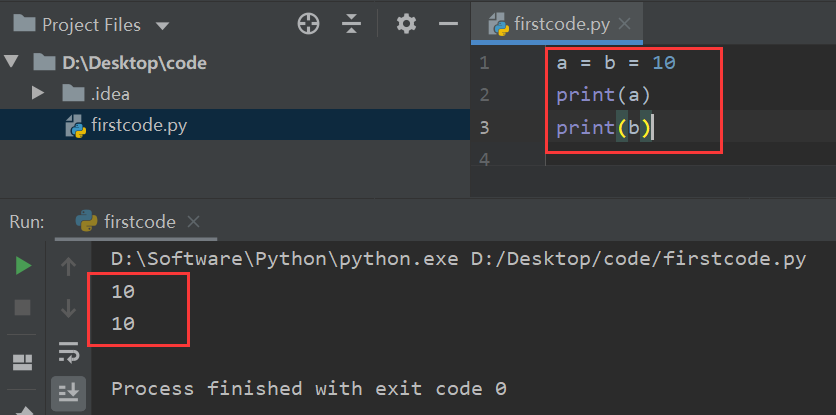 Project Files
D:\Desktop\code
.idea
firstcode.py
firstcode.py
1 a = b = 10
2 print(a)
3 print(b)
4
Run: firstcode
D:\Software\Python\python.exe D:/Desktop/code/firstcode.py
10
10
Process finished with exit code 0